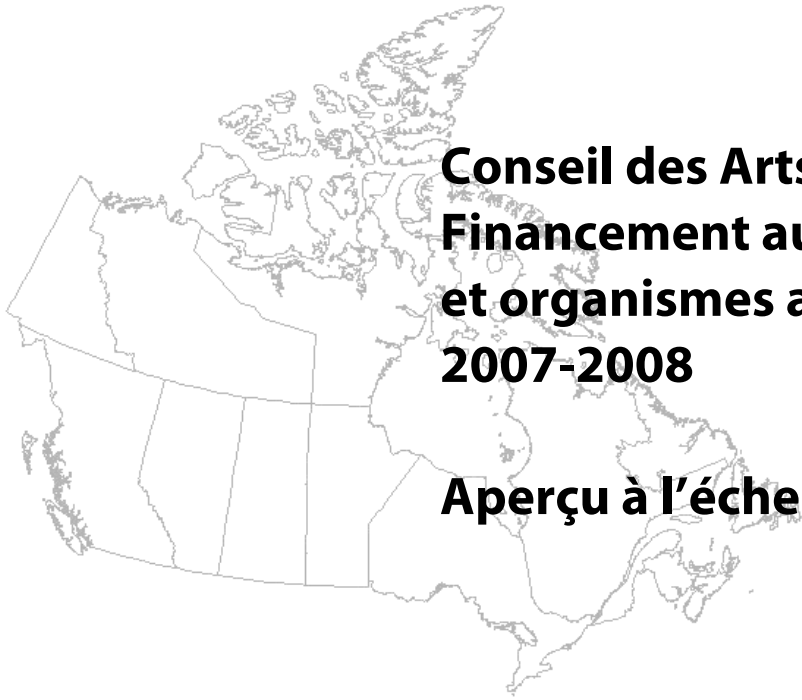 Conseil des Arts
Financement au
et organismes a
2007-2008
Aperçu à l'éche